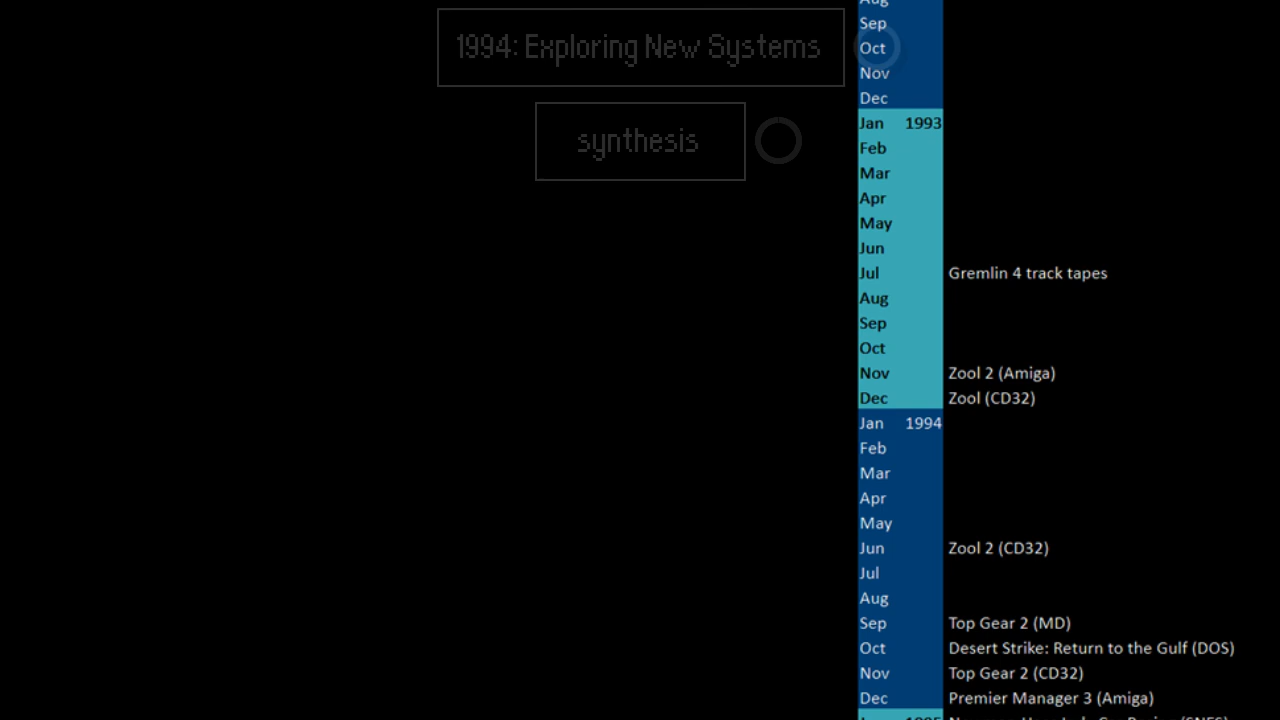 1994: Exploring New Systems
synthesis
Aug
Sep
Oct
Nov
Dec
Jan 1993
Feb
Mar
Apr
May
Jun
Jul Gremlin 4 track tapes
Aug
Sep
Oct
Nov Zool 2 (Amiga)
Dec Zool (CD32)
Jan 1994
Feb
Mar
Apr
May
Jun Zool 2 (CD32)
Jul
Aug
Sep Top Gear 2 (MD)
Oct Desert Strike: Return to the Gulf (DOS)
Nov Top Gear 2 (CD32)
Dec Premier Manager 3 (Amiga)
Jan 1995